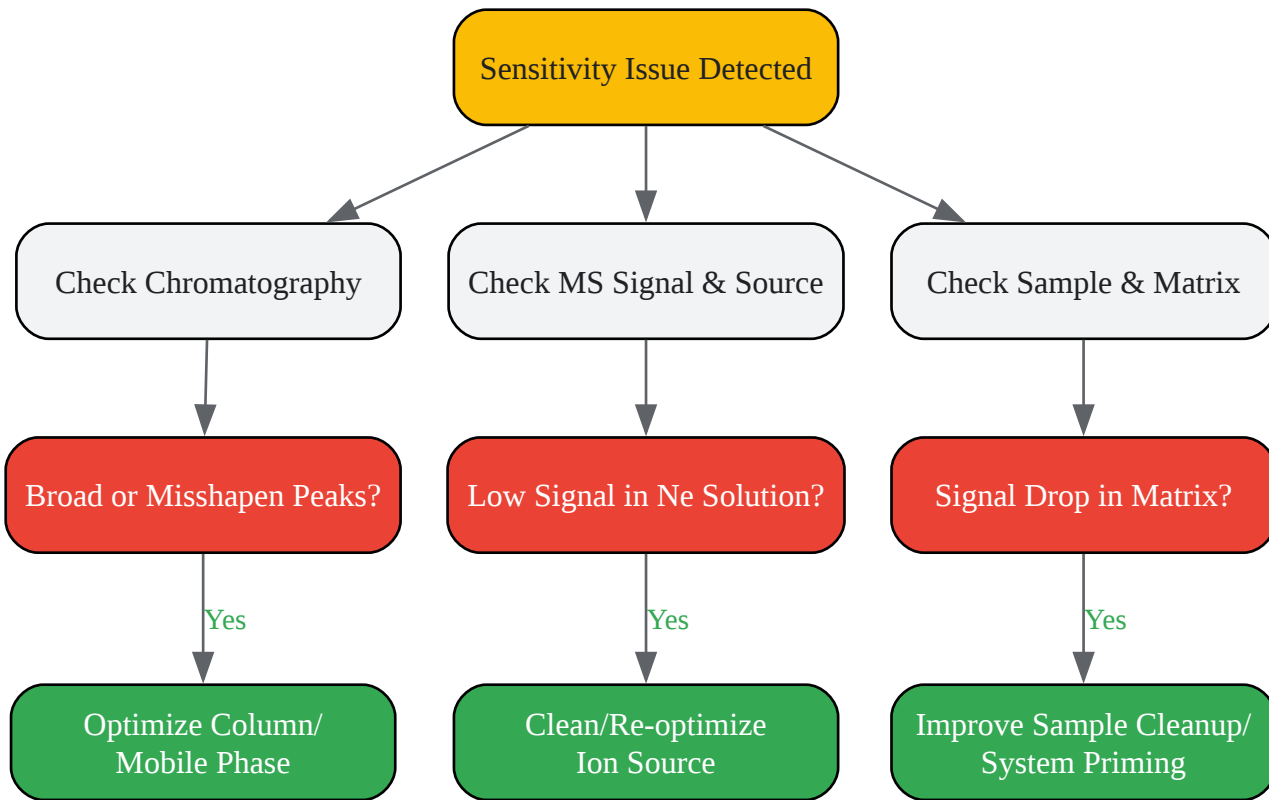 Sensitivity Issue Detected
Check Chromatography
Check MS Signal & Source
Check Sample & Matrix
Broad or Misshapen Peaks?
Low Signal in Ne Solution?
Signal Drop in Matrix?
Yes
Yes
Yes
Optimize Column/
Mobile Phase
Clean/Re-optimize
Ion Source
Improve Sample Cleanup/
System Priming